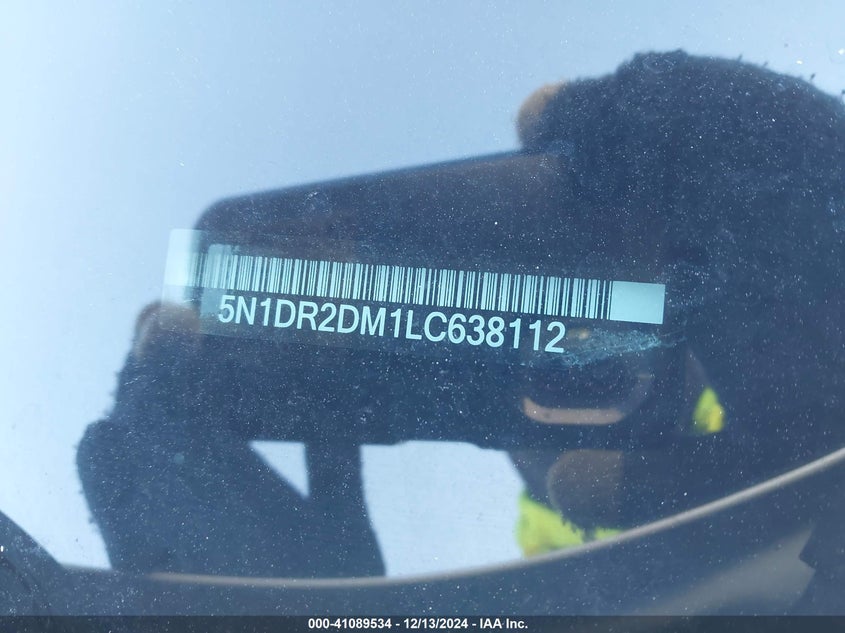 5N1DR2DM1LC638112
000-41089534 - 12/13/2024 - IAA Inc.